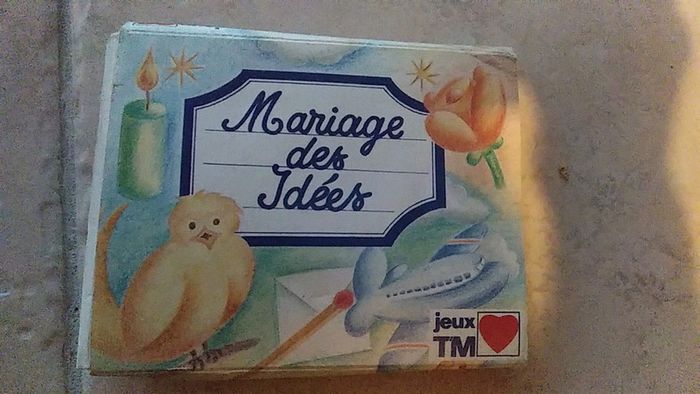 Mariage
des
Idées
jeux
TM